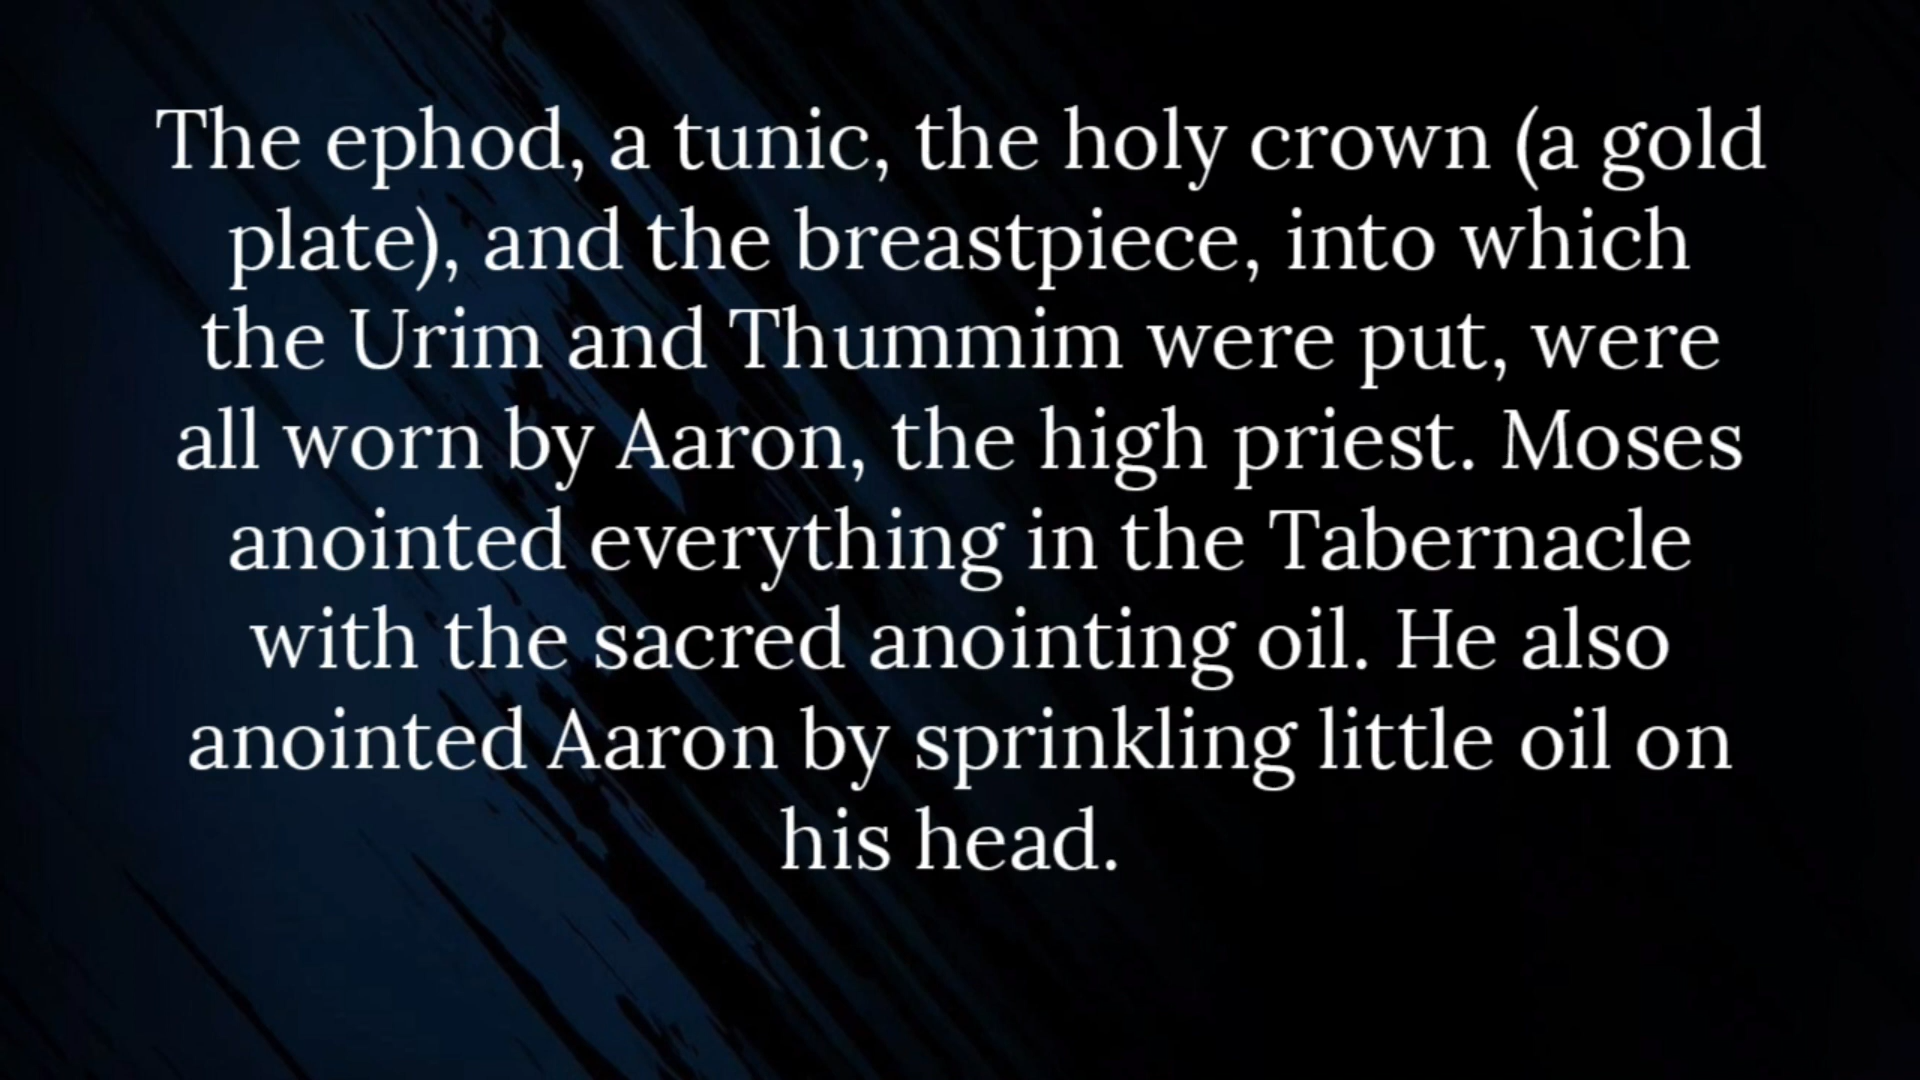 The ephod, a tunic, the holy crown (a gold
plate), and the breastpiece, into which
the Urim and Thummim were put, were
all worn by Aaron, the high priest. Moses
anointed everything in the Tabernacle
with the sacred anointing oil. He also
anointed Aaron by sprinkling little oil on
his head.